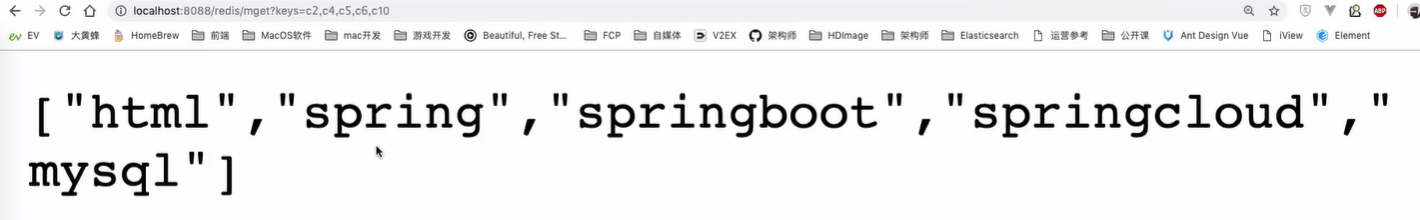 localhost:8088/redis/mget?keys=c2,c4,c5,c6,c10
EV 大黄蜂 HomeBrew 前端 MacOS软件 mac开发 游戏开发 Beautiful, Free St... FCP 自媒体 V2EX 架构师 HDImage 架构师 Elasticsearch 运营参考 公开课 Ant Design Vue iView Element
["html","spring","springboot","springcloud","
mysql"]